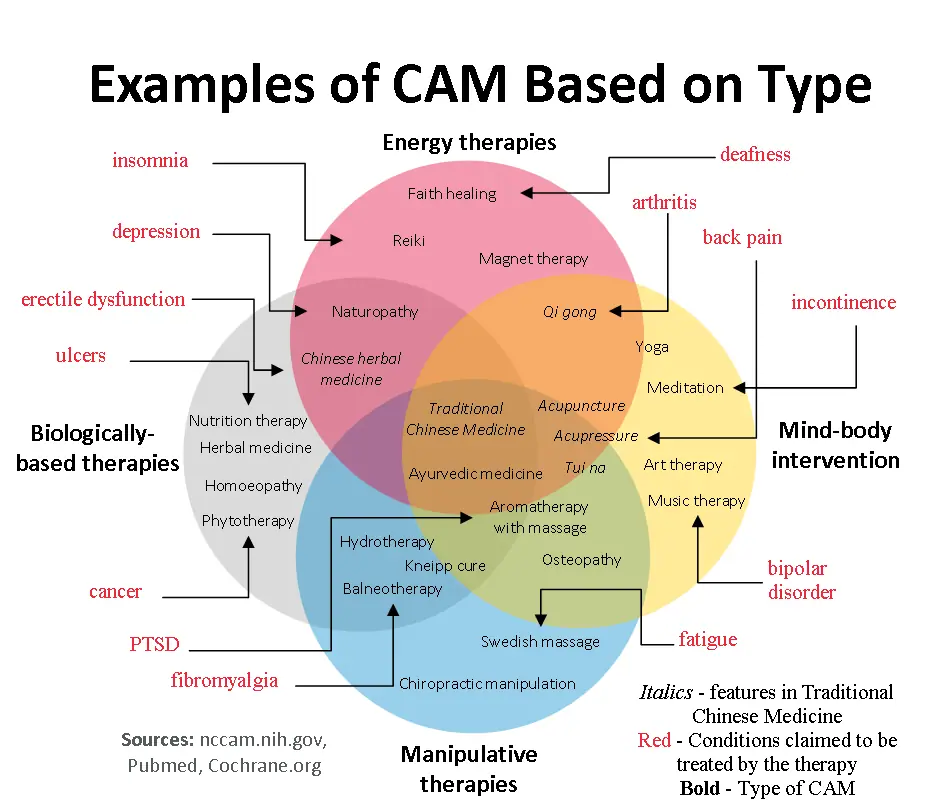 Examples of CAM Based on Type
Energy therapies
insomnia
deafness
Faith healing
arthritis
depression
Reiki
back pain
Magnet therapy
erectile dysfunction
Naturopathy
Qi gong
incontinence
ulcers
Chinese herbal
medicine
Yoga
Meditation
Nutrition therapy
Traditional
Chinese Medicine
Acupuncture
Biologically-
based therapies
Herbal medicine
Acupressure
Mind-body
intervention
Ayurvedic medicine
Tui na
Art therapy
Homoeopathy
Music therapy
Phytotherapy
Aromatherapy
with massage
Hydrotherapy
Kneipp cure
Osteopathy
Balneotherapy
bipolar
disorder
cancer
PTSD
Swedish massage
fatigue
fibromyalgia
Chiropractic manipulation
Manipulative
therapies
Sources: nccam.nih.gov,
Pubmed, Cochrane.org
Italics - features in Traditional
Chinese Medicine
Red - Conditions claimed to be
treated by the therapy
Bold - Type of CAM